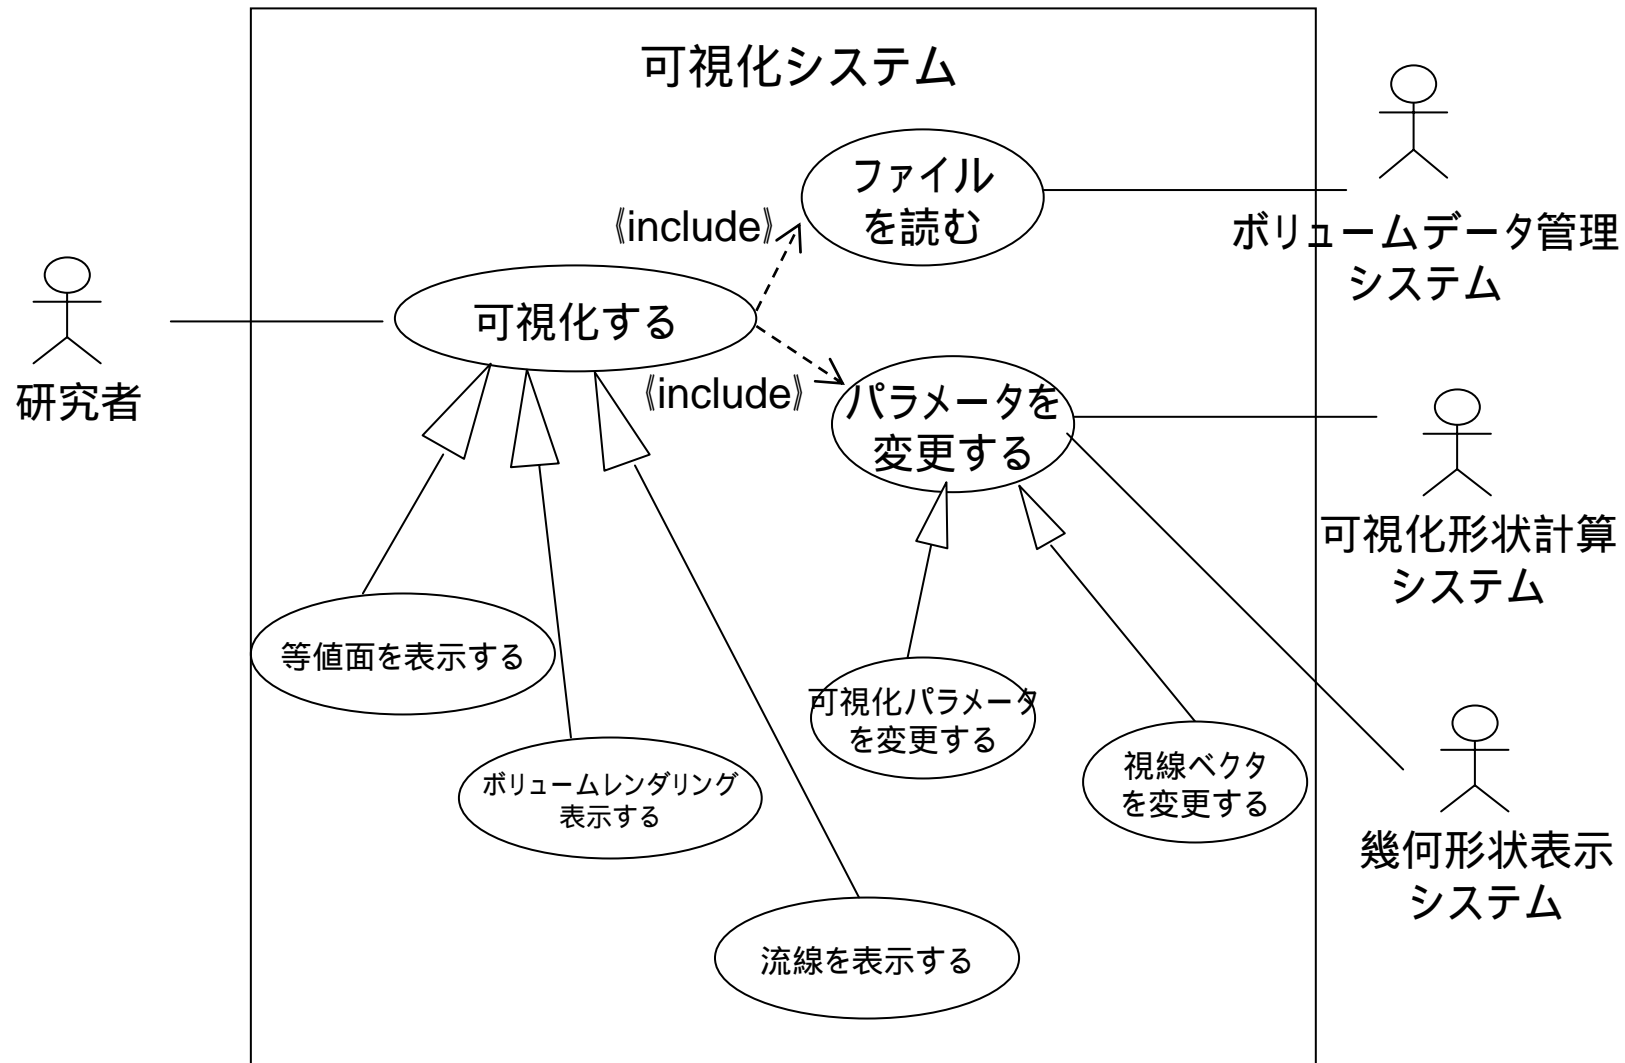 可視化システム
ファイル
を読む
《include》
ボリュームデータ管理
システム
可視化する
研究者
《include》
パラメータを
変更する
可視化形状計算
システム
等値面を表示する
可視化パラメータ
を変更する
視線ベクタ
を変更する
ボリュームレンダリング
表示する
幾何形状表示
システム
流線を表示する